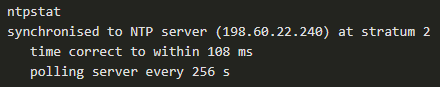 ntpstat
synchronised to NTP server (198.60.22.240) at stratum 2
time correct to within 108 ms
polling server every 256 s